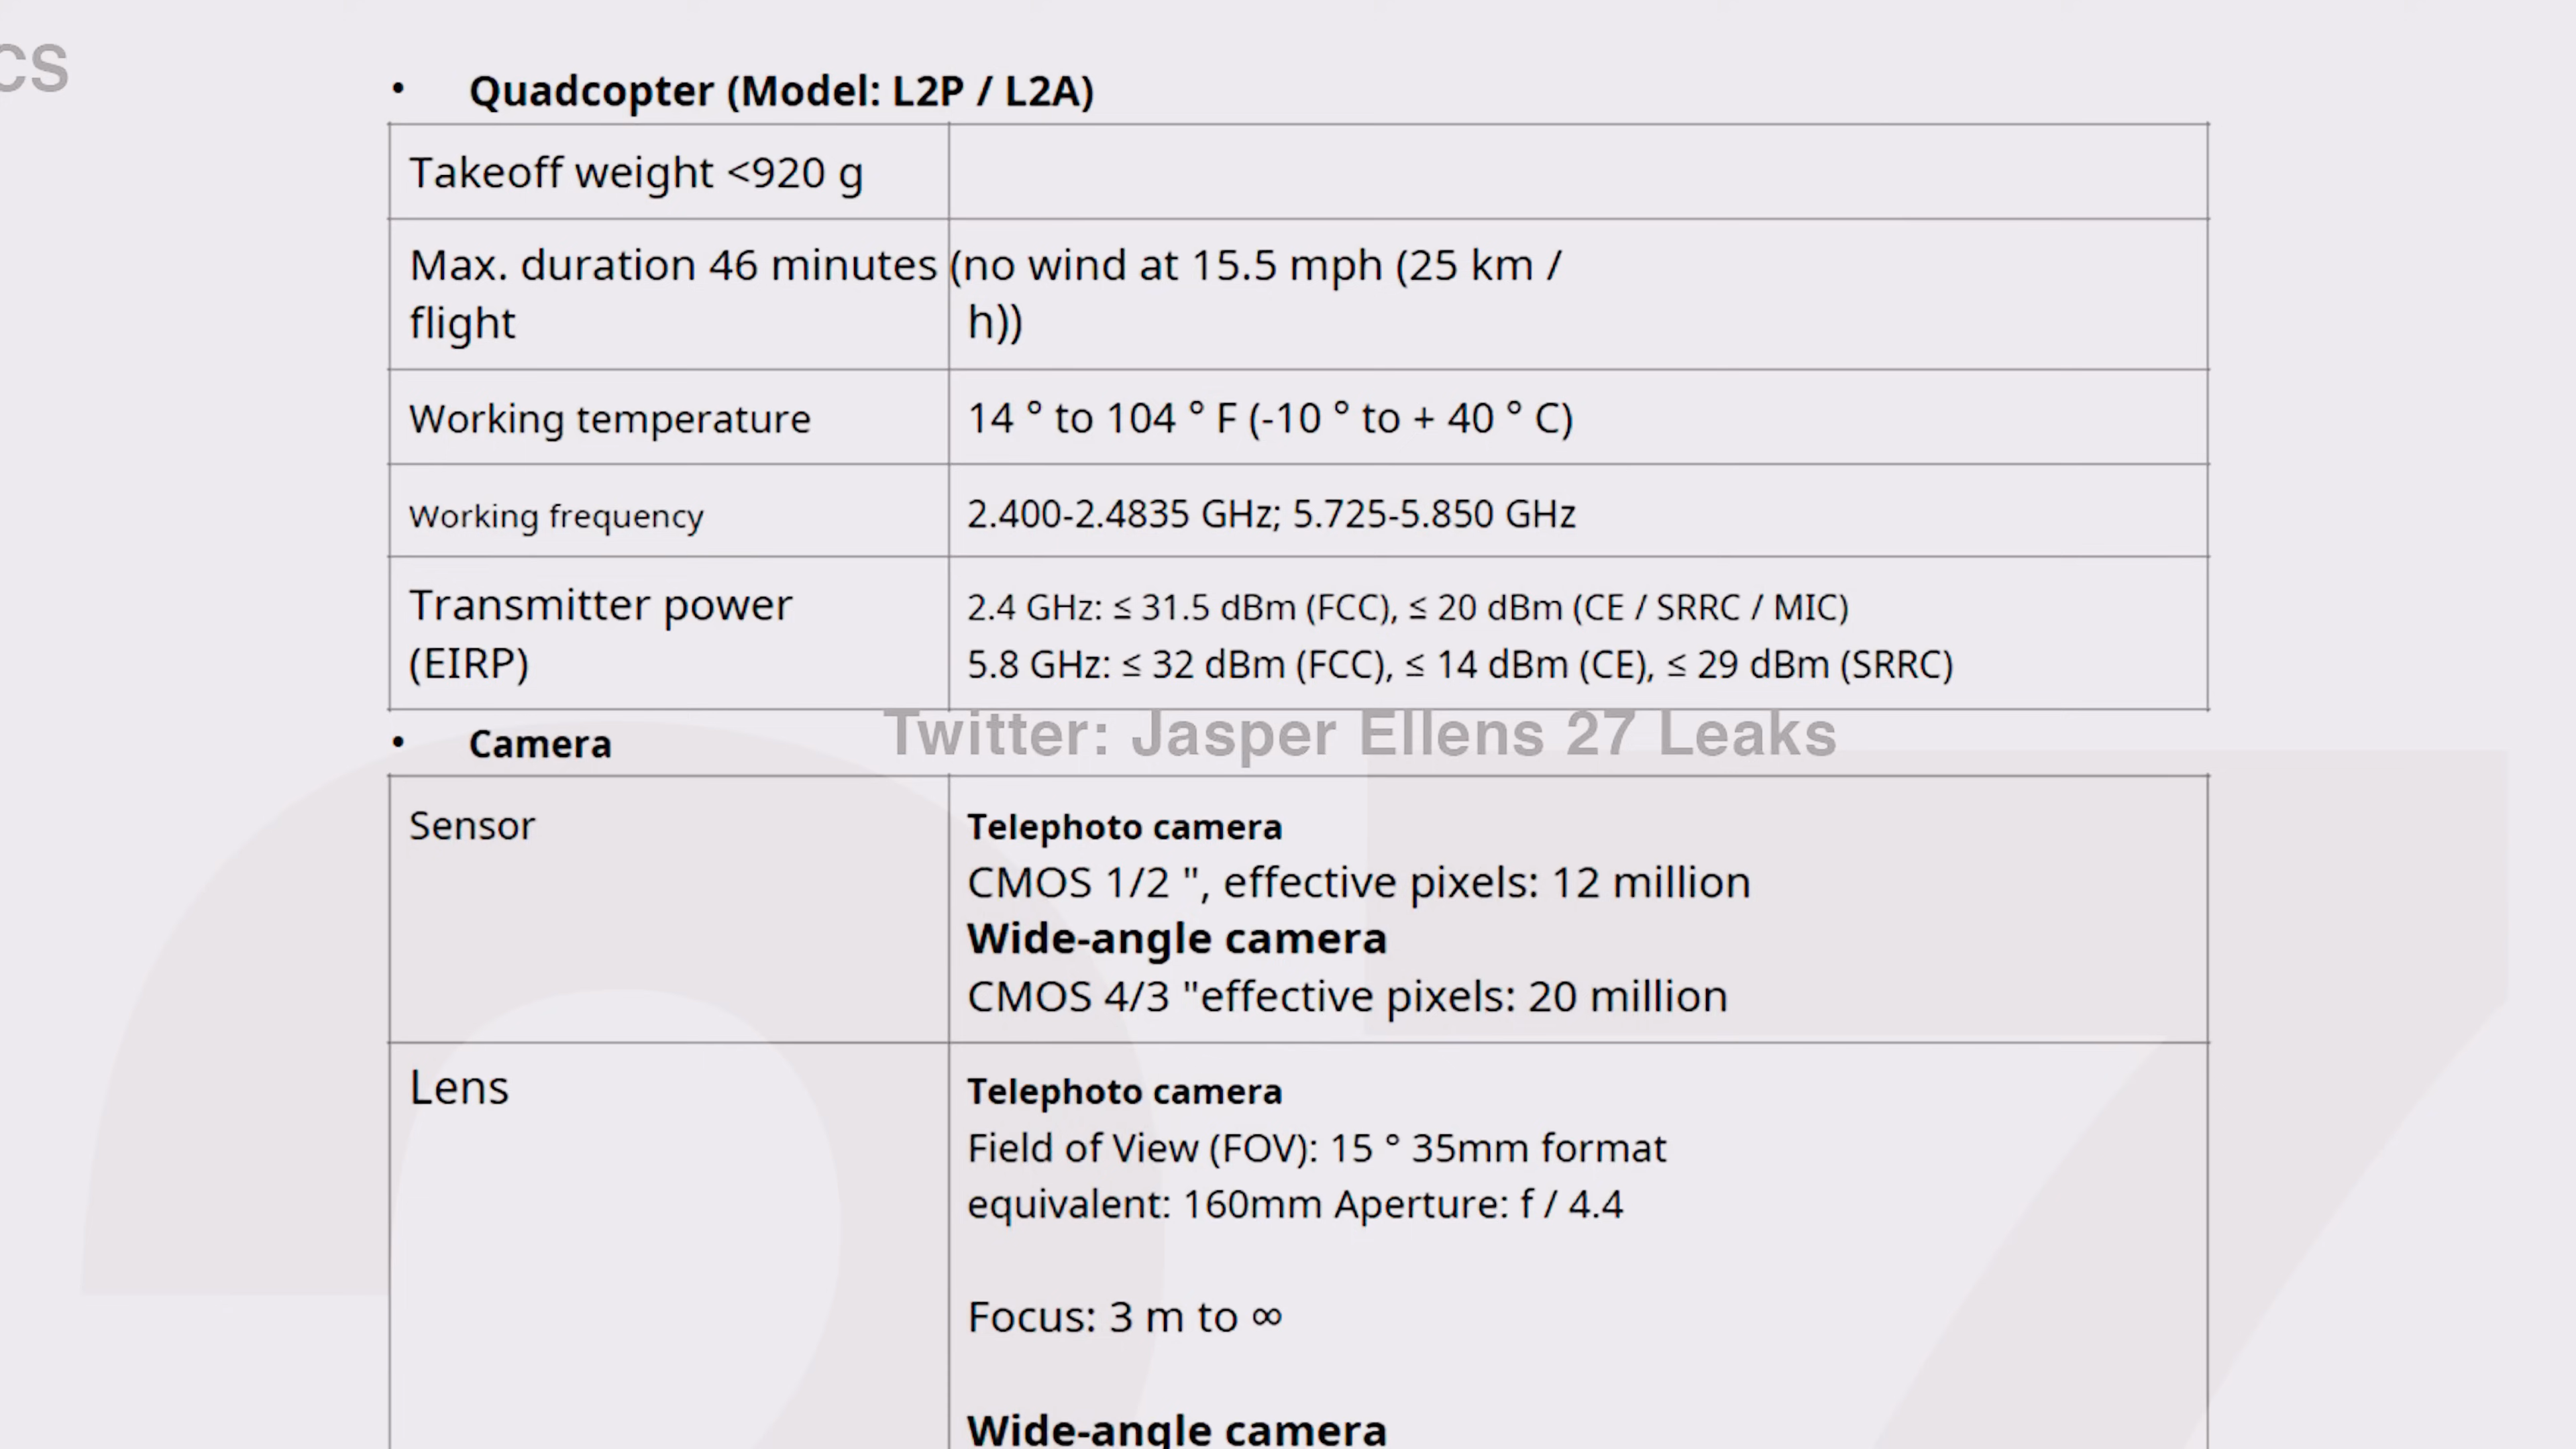 CS
• Quadcopter (Model: L2P / L2A)
Takeoff weight <920 g
Max. duration 46 minutes (no wind at 15.5 mph (25 km /
flight h))
Working temperature 14 ° to 104 ° F (-10 ° to + 40 ° C)
Working frequency 2.400-2.4835 GHz; 5.725-5.850 GHz
Transmitter power 2.4 GHz: ≤ 31.5 dBm (FCC), ≤ 20 dBm (CE / SRRC / MIC)
(EIRP) 5.8 GHz: ≤ 32 dBm (FCC), ≤ 14 dBm (CE), ≤ 29 dBm (SRRC)
Twitter: Jasper Ellens 27 Leaks
• Camera
Sensor Telephoto camera
CMOS 1/2 ", effective pixels: 12 million
Wide-angle camera
CMOS 4/3 "effective pixels: 20 million
Lens Telephoto camera
Field of View (FOV): 15 ° 35mm format
equivalent: 160mm Aperture: f / 4.4
Focus: 3 m to ∞
Wide-angle camera
27